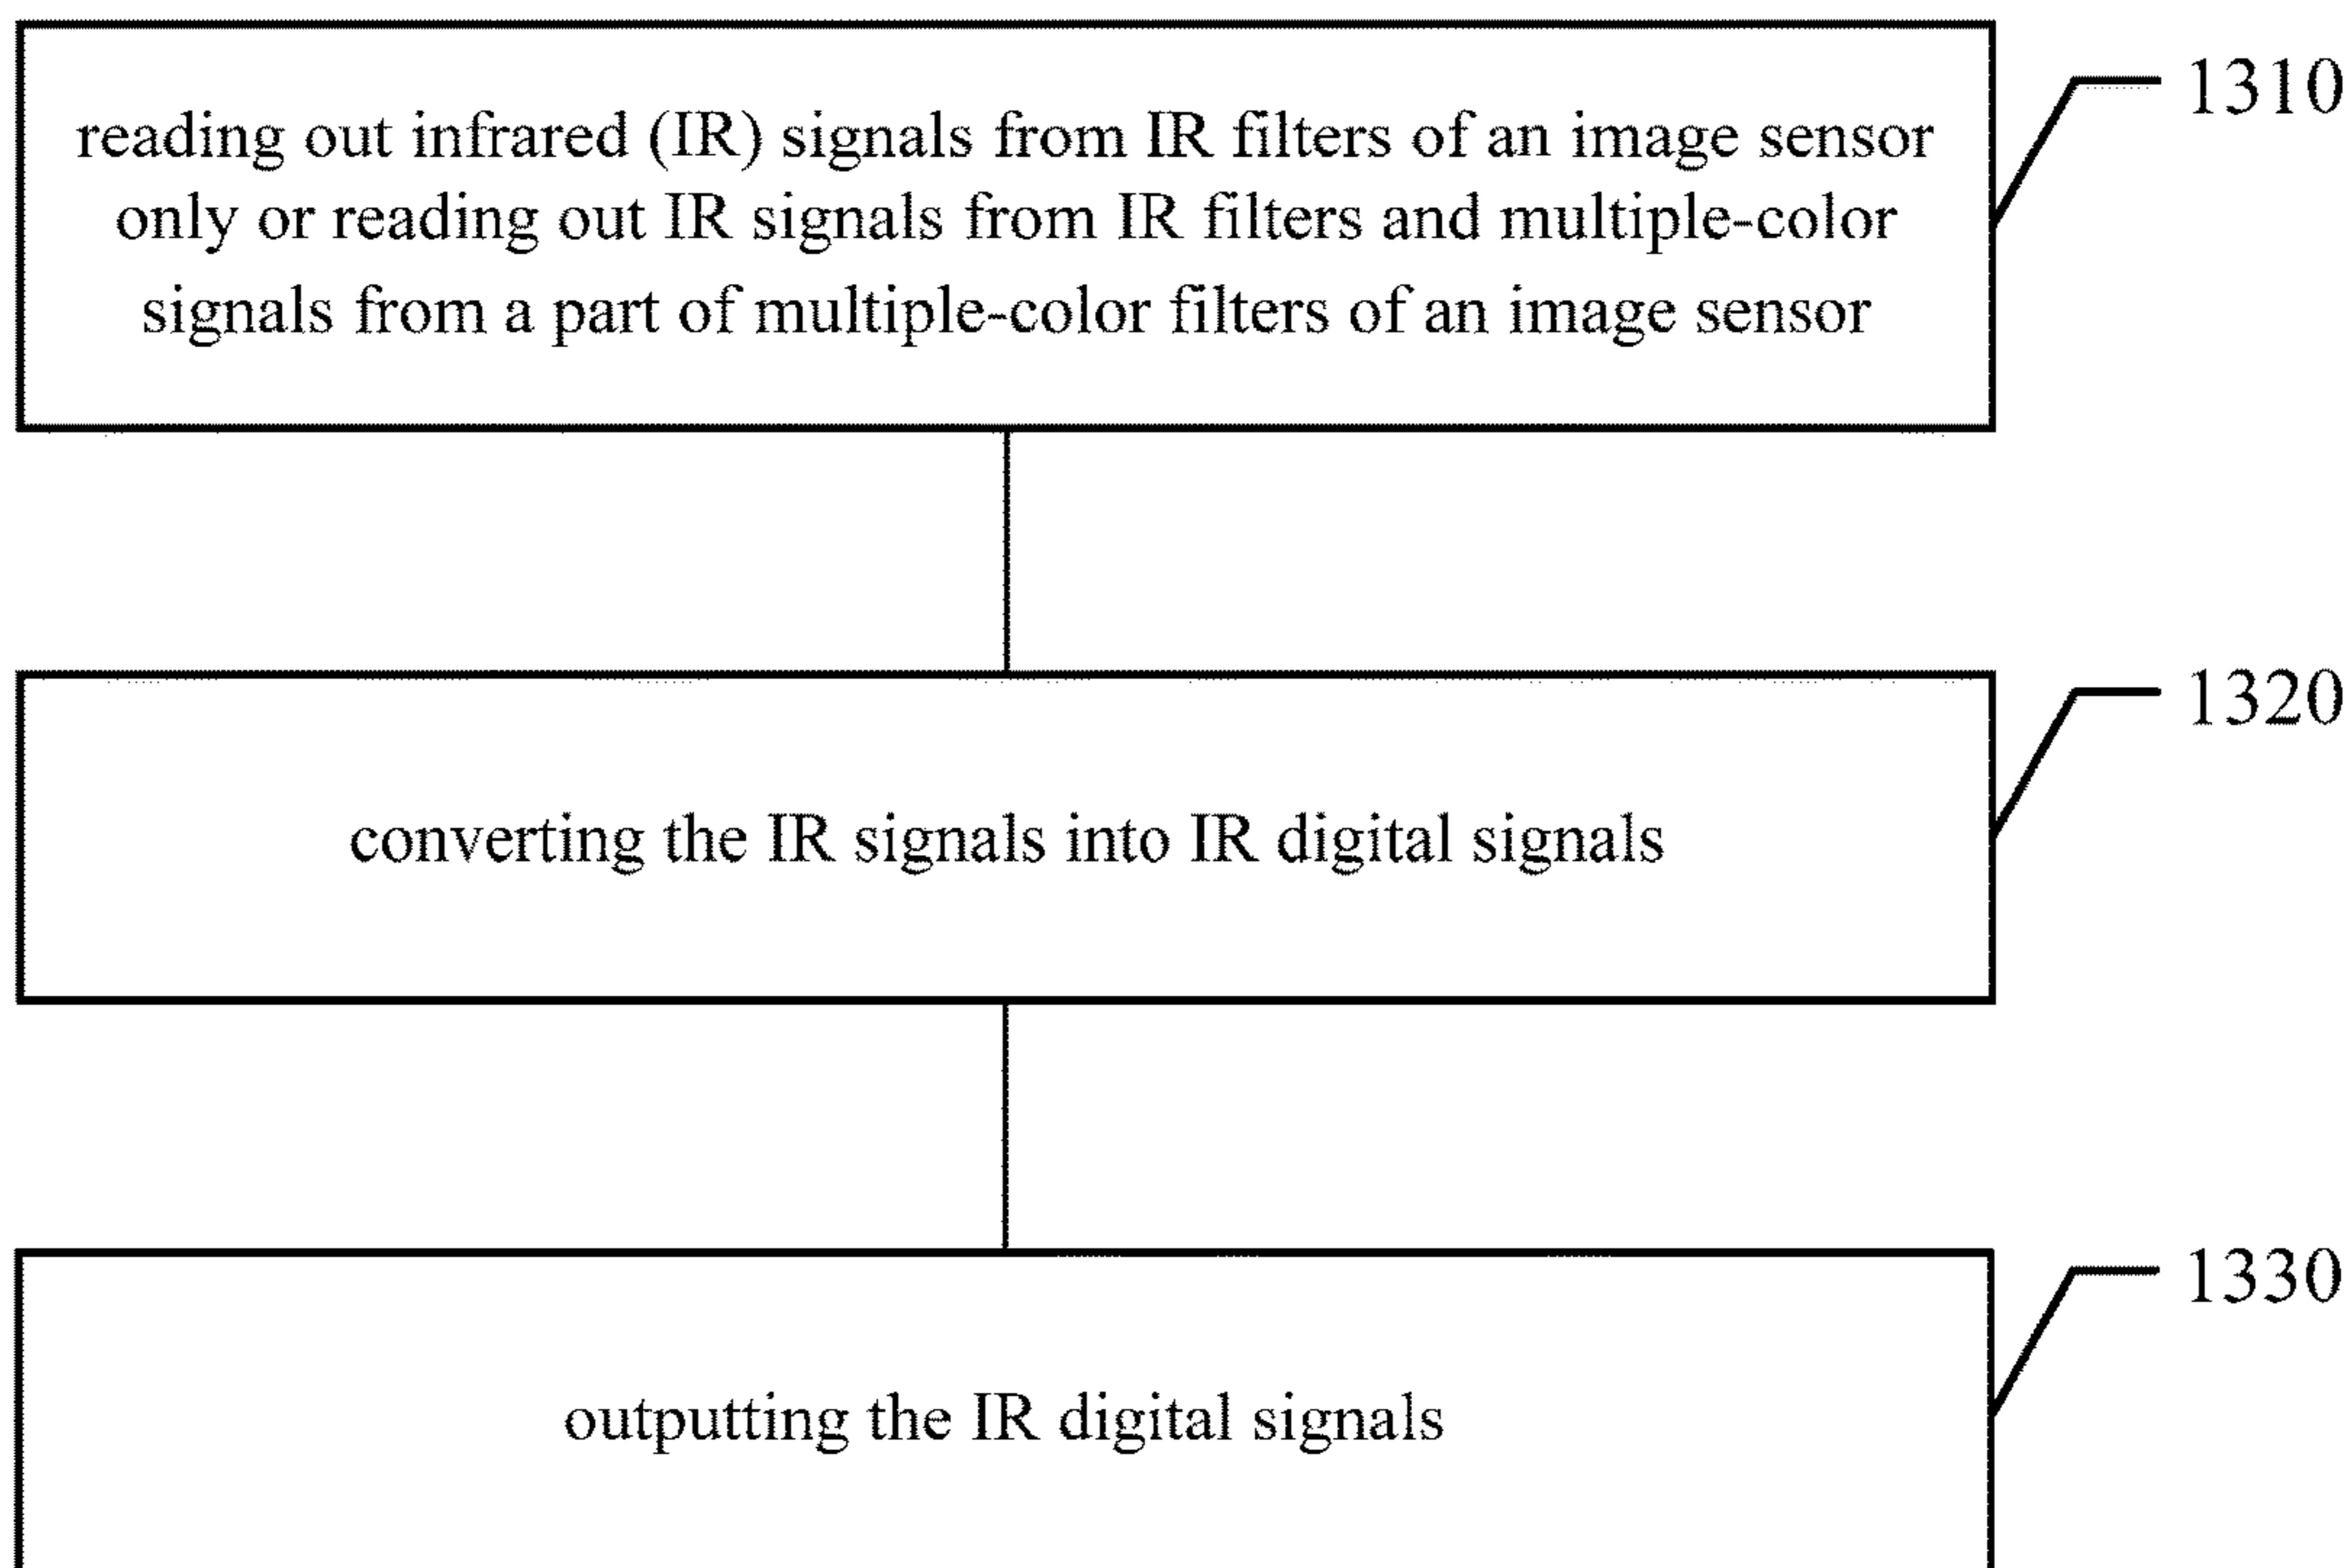 1310
reading out infrared (IR) signals from IR filters of an image sensor
only or reading out IR signals from IR filters and multiple-color
signals from a part of multiple-color filters of an image sensor
1320
converting the IR signals into IR digital signals
1330
outputting the IR digital signals